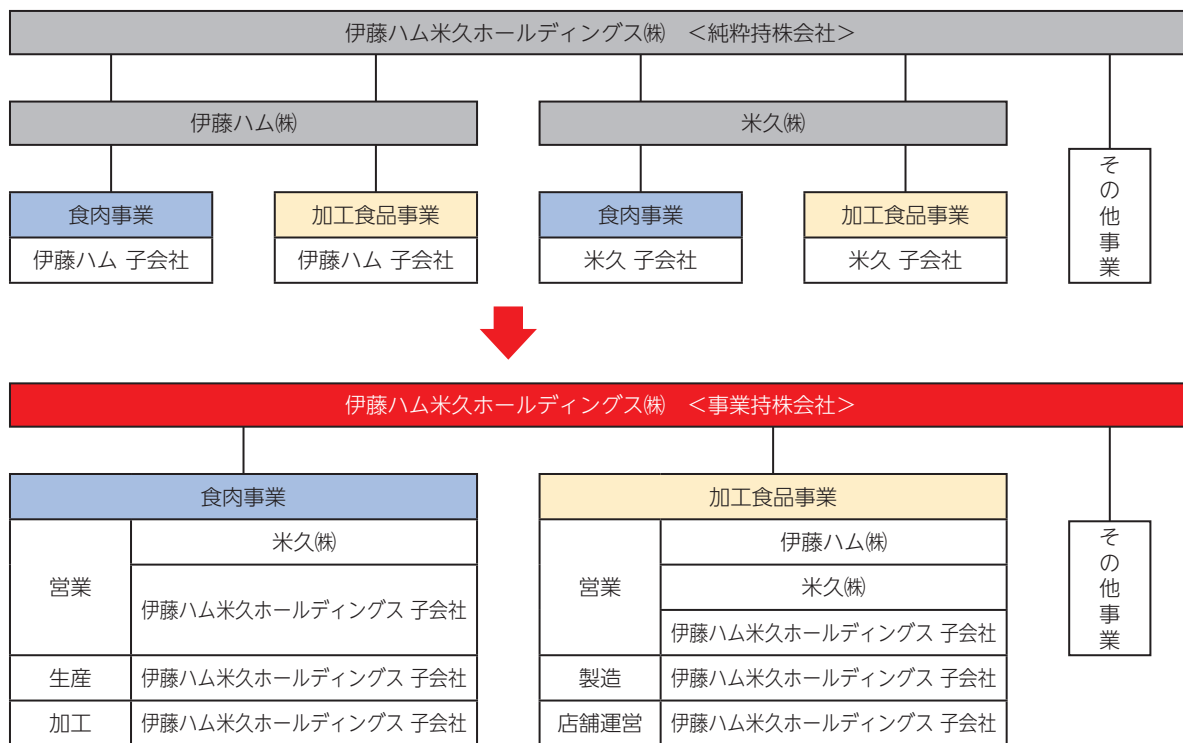 伊藤ハム米久ホールディングス㈱　＜純粋持株会社＞
伊藤ハム㈱
米久㈱
食肉事業
加工食品事業
食肉事業
加工食品事業
伊藤ハム 子会社
伊藤ハム 子会社
米久 子会社
米久 子会社
その他事業
伊藤ハム米久ホールディングス㈱　＜事業持株会社＞
食肉事業
営業
米久㈱
伊藤ハム米久ホールディングス 子会社
生産
伊藤ハム米久ホールディングス 子会社
加工
伊藤ハム米久ホールディングス 子会社
加工食品事業
営業
伊藤ハム㈱
米久㈱
伊藤ハム米久ホールディングス 子会社
製造
伊藤ハム米久ホールディングス 子会社
店舗運営
伊藤ハム米久ホールディングス 子会社
その他事業